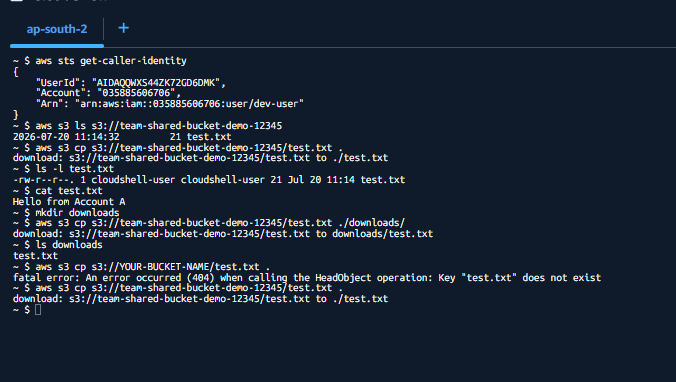 ap-south-2 +
~ $ aws sts get-caller-identity
{
    "UserId": "AIDAQQWXS44ZK72GD6DMK",
    "Account": "035885606706",
    "Arn": "arn:aws:iam::035885606706:user/dev-user"
}
~ $ aws s3 ls s3://team-shared-bucket-demo-12345
2026-07-20 11:14:32         21 test.txt
~ $ aws s3 cp s3://team-shared-bucket-demo-12345/test.txt .
download: s3://team-shared-bucket-demo-12345/test.txt to ./test.txt
~ $ ls -l test.txt
-rw-r--r--. 1 cloudshell-user cloudshell-user 21 Jul 20 11:14 test.txt
~ $ cat test.txt
Hello from Account A
~ $ mkdir downloads
~ $ aws s3 cp s3://team-shared-bucket-demo-12345/test.txt ./downloads/
download: s3://team-shared-bucket-demo-12345/test.txt to downloads/test.txt
~ $ ls downloads
test.txt
~ $ aws s3 cp s3://YOUR-BUCKET-NAME/test.txt .
fatal error: An error occurred (404) when calling the HeadObject operation: Key "test.txt" does not exist
~ $ aws s3 cp s3://team-shared-bucket-demo-12345/test.txt .
download: s3://team-shared-bucket-demo-12345/test.txt to ./test.txt
~ $